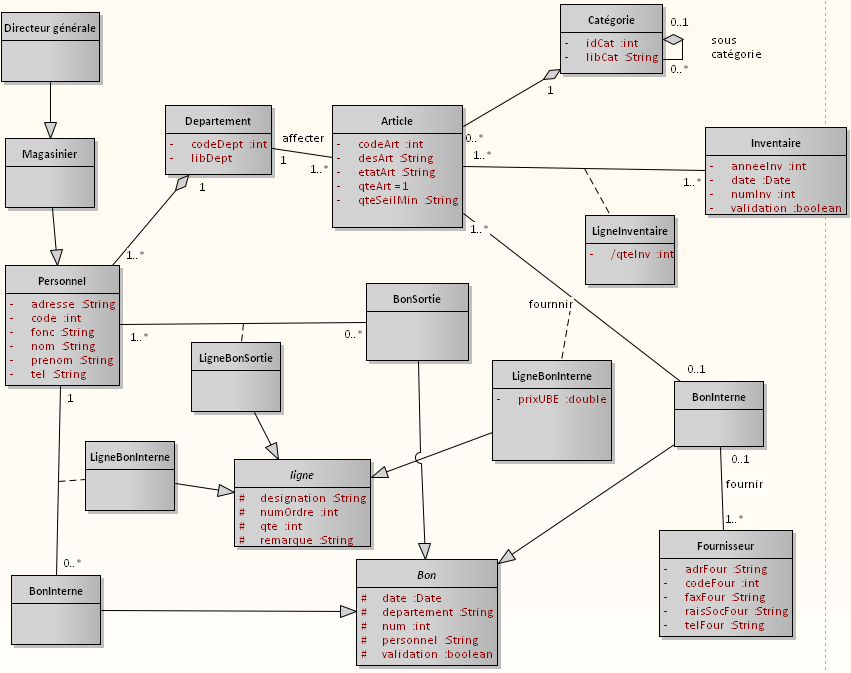 Directeur générale
Magasinier
Departement
- codeDept :int
- libDept
1
1..*
affecter
1
1..*
Article
- codeArt :int
- desArt :String
- etatArt :String
- qteArt =1
- qteSeilMin :String
Catégorie
- idCat :int
- libCat :String
0..1
sous
catégorie
0..*
1
0..*
1..*
1..*
Inventaire
- anneeInv :int
- date :Date
- numInv :int
- validation :boolean
LigneInventaire
- /qteInv :int
1..*
Personnel
- adresse :String
- code :int
- fonc :String
- nom :String
- prenom :String
- tel :String
1..*
0..*
BonSortie
LigneBonSortie
fournnir
LigneBonInterne
- prixUBE :double
0..1
BonInterne
0..1
fournir
1..*
Fournisseur
- adrFour :String
- codeFour :int
- faxFour :String
- raisSocFour :String
- telFour :String
1
LigneBonInterne
0..*
BonInterne
ligne
# designation :String
# numOrdre :int
# qte :int
# remarque :String
Bon
# date :Date
# departement :String
# num :int
# personnel :String
# validation :boolean